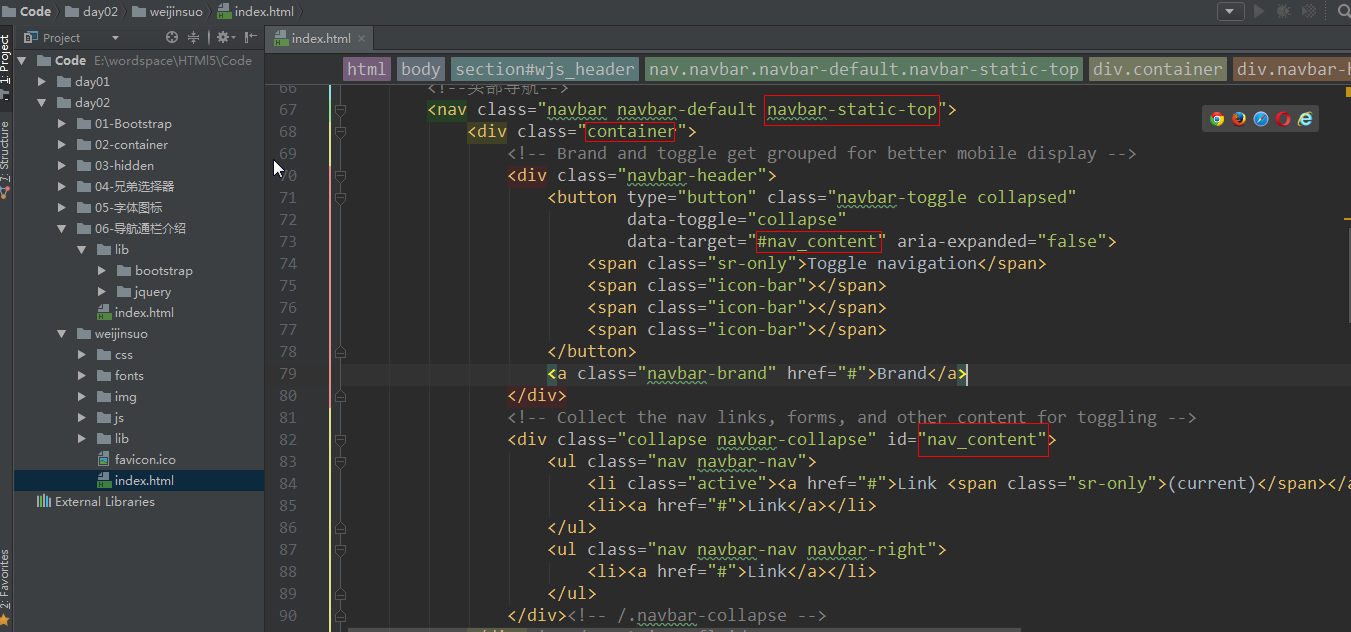 Code day02 weijinsuo index.html
1: Project
7: Structure
2: Favorites
Project
Code E:\wordspace\HTMl5\Code
day01
day02
01-Bootstrap
02-container
03-hidden
04-兄弟选择器
05-字体图标
06-导航通栏介绍
lib
bootstrap
jquery
index.html
weijinsuo
css
fonts
img
js
lib
favicon.ico
index.html
External Libraries
index.html
html body section#wjs_header nav.navbar.navbar-default.navbar-static-top div.container div.navbar-h
66 <!--头部导航-->
67 <nav class="navbar navbar-default navbar-static-top">
68 <div class="container">
69 <!-- Brand and toggle get grouped for better mobile display -->
70 <div class="navbar-header">
71 <button type="button" class="navbar-toggle collapsed"
72 data-toggle="collapse"
73 data-target="#nav_content" aria-expanded="false">
74 <span class="sr-only">Toggle navigation</span>
75 <span class="icon-bar"></span>
76 <span class="icon-bar"></span>
77 <span class="icon-bar"></span>
78 </button>
79 <a class="navbar-brand" href="#">Brand</a>
80 </div>
81 <!-- Collect the nav links, forms, and other content for toggling -->
82 <div class="collapse navbar-collapse" id="nav_content">
83 <ul class="nav navbar-nav">
84 <li class="active"><a href="#">Link <span class="sr-only">(current)</span></a
85 <li><a href="#">Link</a></li>
86 </ul>
87 <ul class="nav navbar-nav navbar-right">
88 <li><a href="#">Link</a></li>
89 </ul>
90 </div><!-- /.navbar-collapse -->